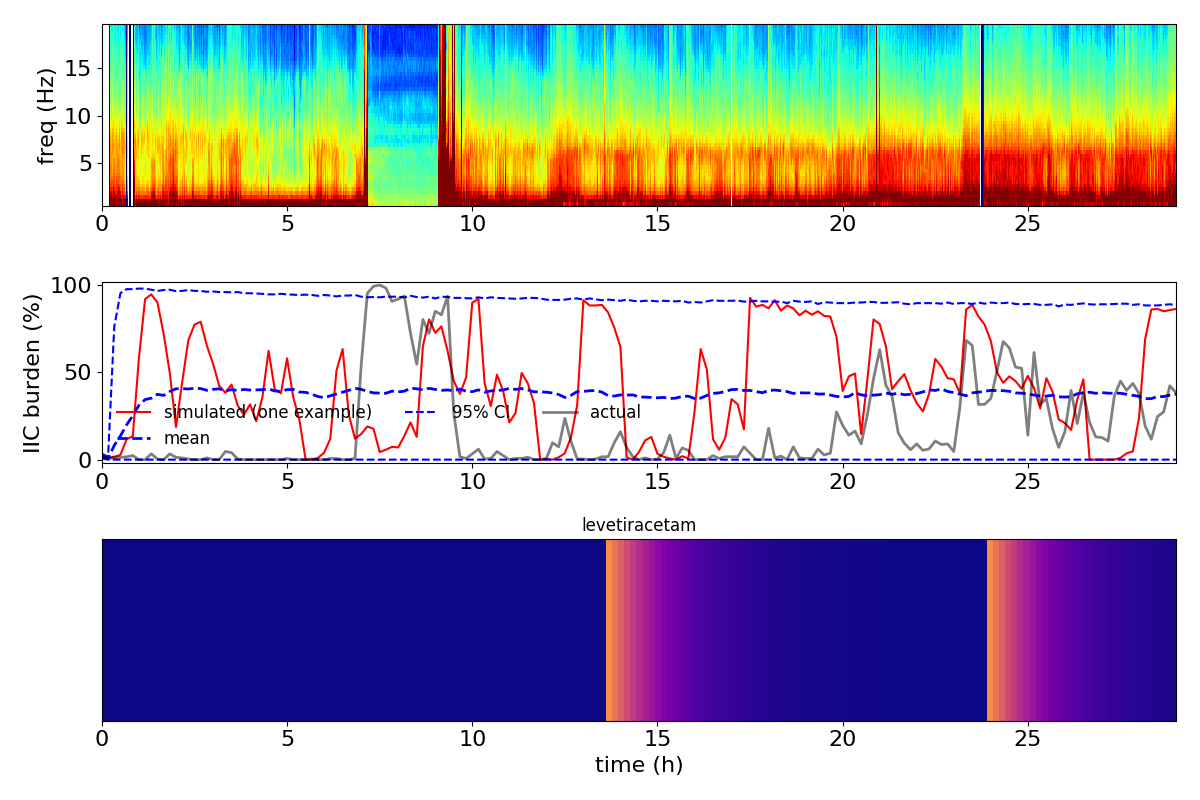 freq (Hz)
15
10
5
0 5 10 15 20 25
IIC burden (%)
100
50
0
simulated (one example) 95% CI actual
mean
0 5 10 15 20 25
levetiracetam
0 5 10 15 20 25
time (h)